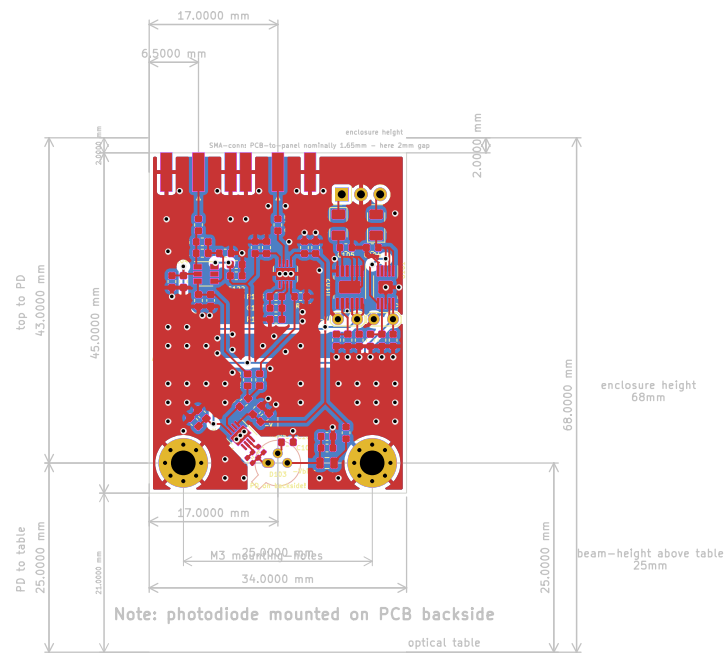 17.0000 mm
6.5000 mm
enclosure height
SMA-conn: PCB-to-panel nominally 1.65mm - here 2mm gap
2.0000 mm
2.0000 mm
top to PD
43.0000 mm
45.0000 mm
68.0000 mm
enclosure height
68mm
PD to table
25.0000 mm
21.0000 mm
17.0000 mm
25.0000 mm
M3 mounting-holes
34.0000 mm
25.0000 mm
beam-height above table
25mm
Note: photodiode mounted on PCB backside
optical table